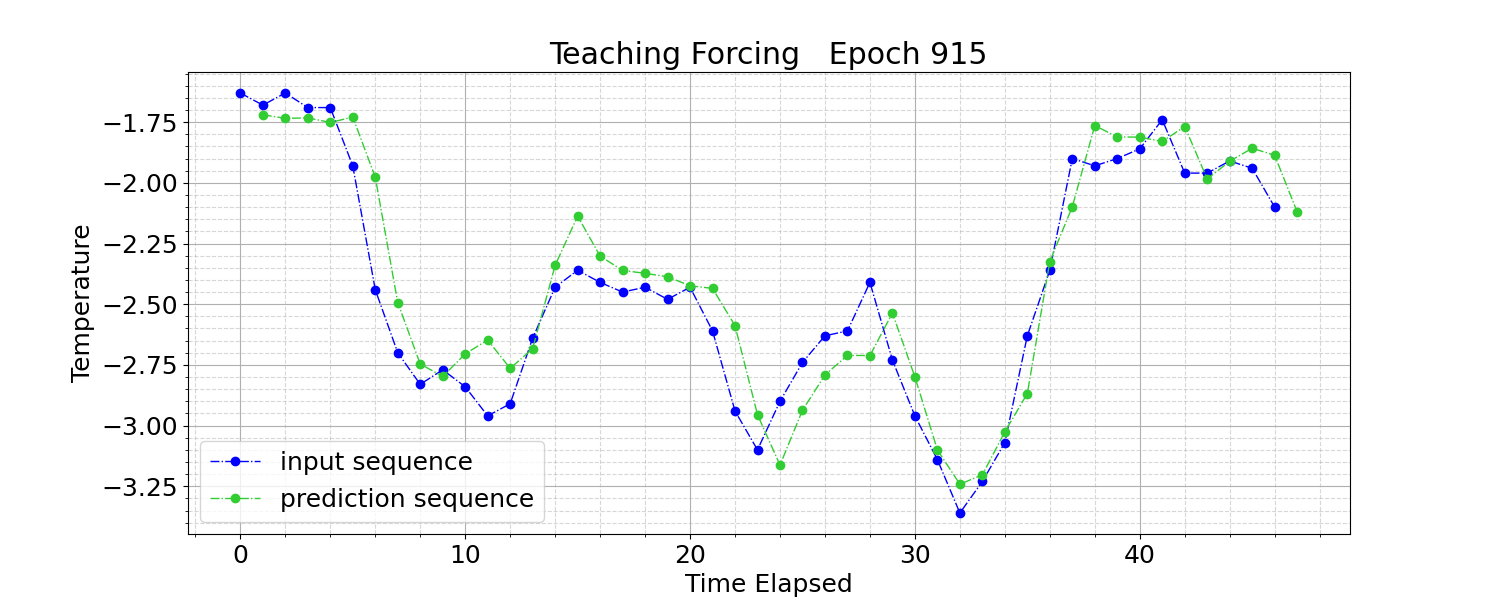 Teaching Forcing   Epoch 915
−1.75
−2.00
−2.25
−2.50
−2.75
−3.00
−3.25
Temperature
input sequence
prediction sequence
0 10 20 30 40
Time Elapsed